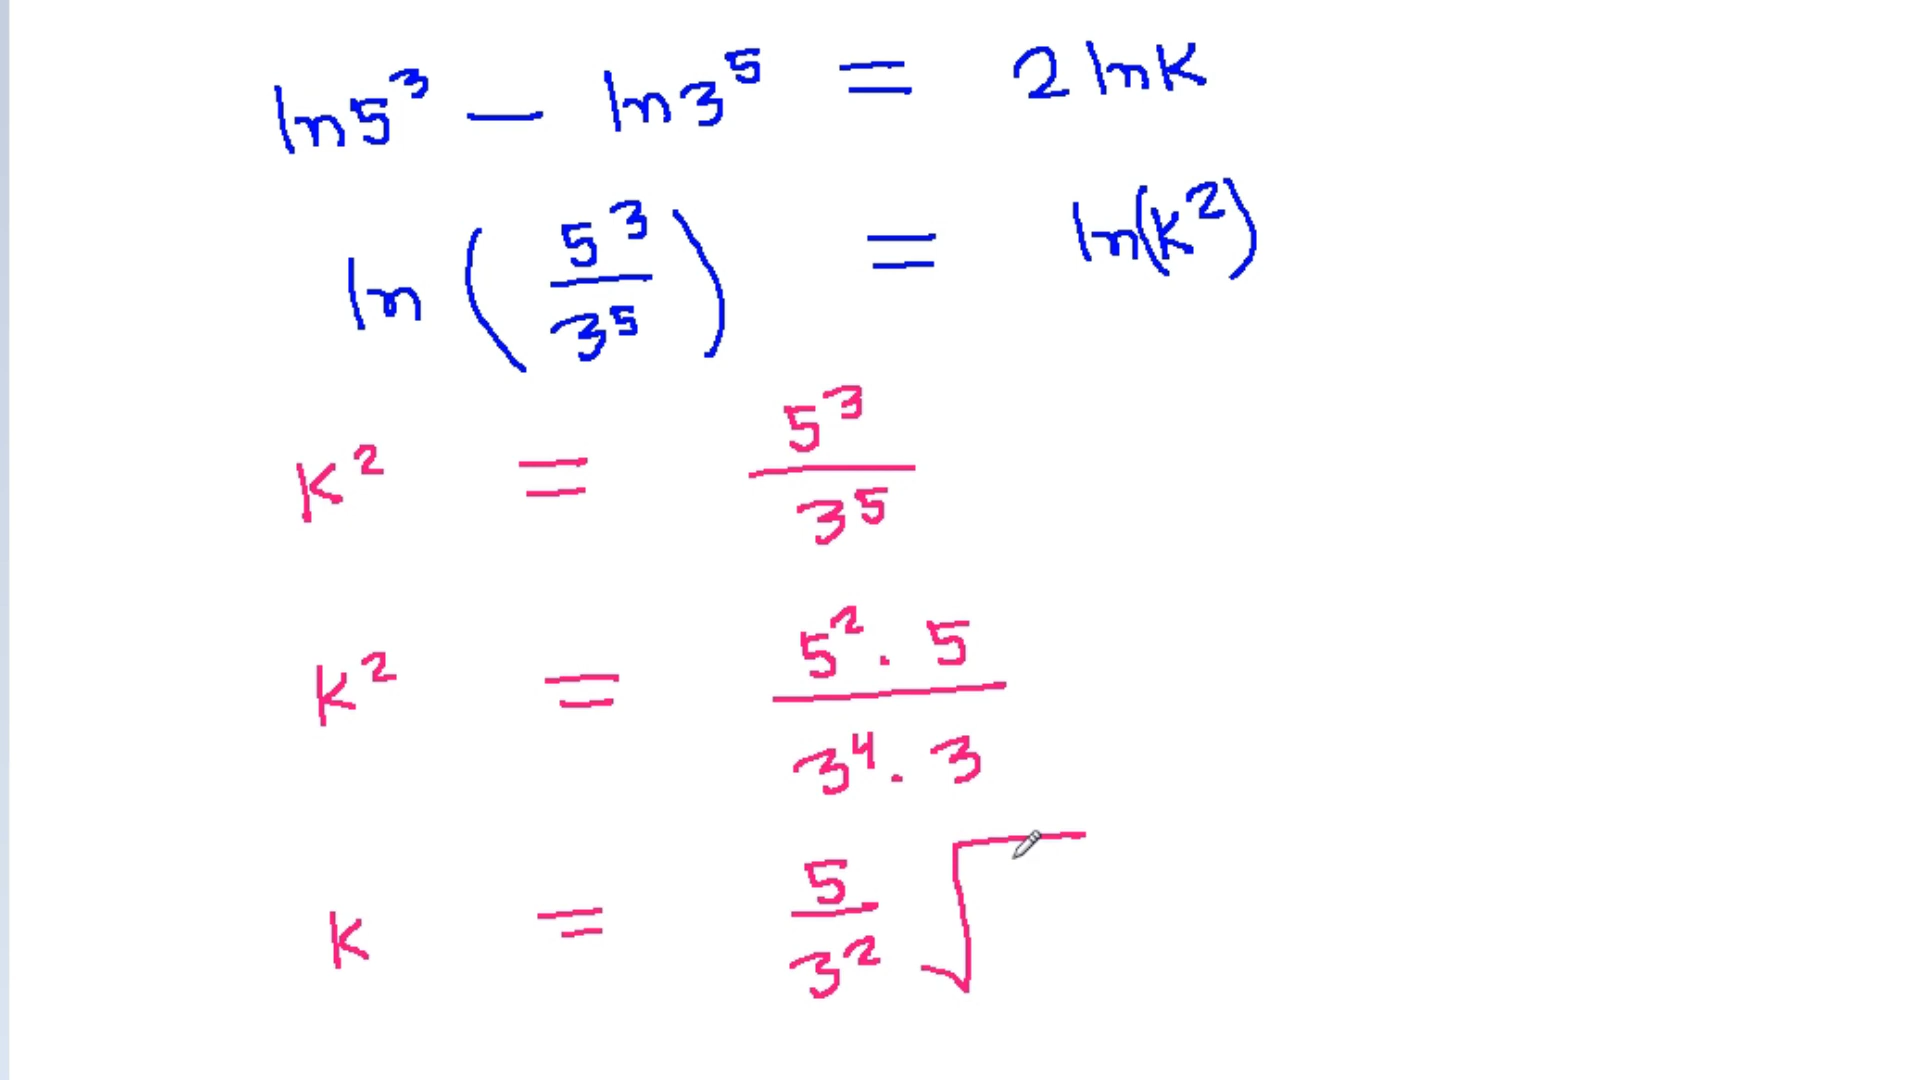 ln5³ — ln3⁵ = 2lnK
ln(5³/3⁵) = ln(k²)
K² = 5³/3⁵
K² = 5².5/3⁴.3
K = 5/3² √